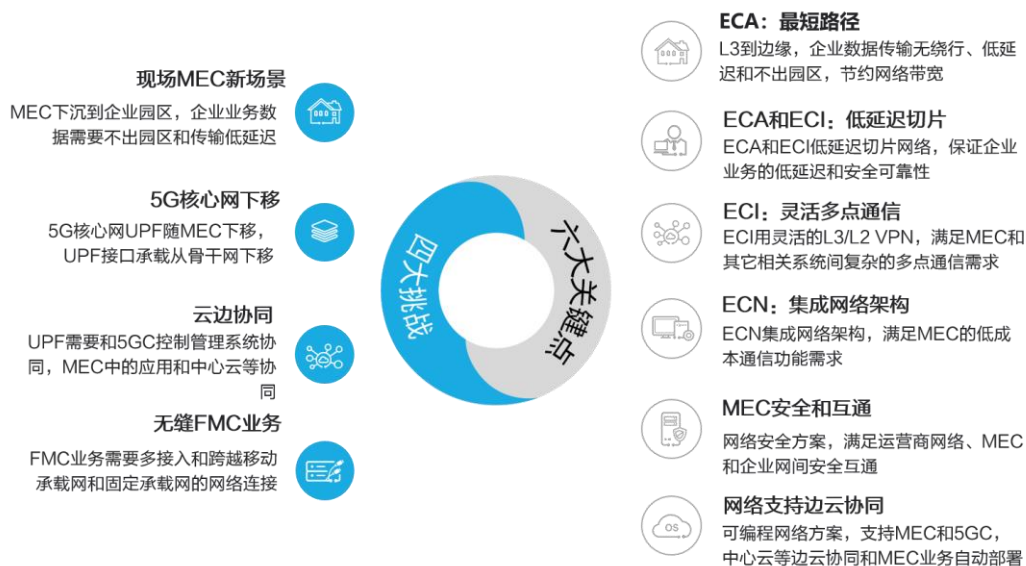 现场MEC新场景
MEC下沉到企业园区，企业业务数
据需要不出园区和传输低延迟
5G核心网下移
5G核心网UPF随MEC下移，
UPF接口承载从骨干网下移
云边协同
UPF需要和5GC控制管理系统协
同，MEC中的应用和中心云等协
同
无缝FMC业务
FMC业务需要多接入和跨越移动
承载网和固定承载网的网络连接
四大挑战
六大关键点
ECA：最短路径
L3到边缘，企业数据传输无绕行、低延
迟和不出园区，节约网络带宽
ECA和ECI：低延迟切片
ECA和ECI低延迟切片网络，保证企业
业务的低延迟和安全可靠性
ECI：灵活多点通信
ECI用灵活的L3/L2 VPN，满足MEC和
其它相关系统间复杂的多点通信需求
ECN：集成网络架构
ECN集成网络架构，满足MEC的低成
本通信功能需求
MEC安全和互通
网络安全方案，满足运营商网络、MEC
和企业网间安全互通
网络支持边云协同
OS
可编程网络方案，支持MEC和5GC，
中心云等边云协同和MEC业务自动部署